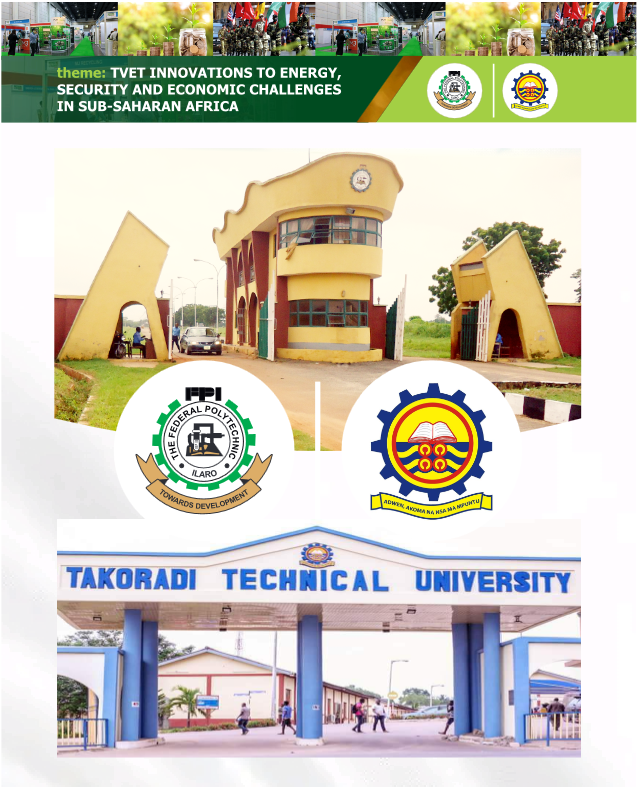 theme: TVET INNOVATIONS TO ENERGY,
SECURITY AND ECONOMIC CHALLENGES
IN SUB-SAHARAN AFRICA
FPI
THE FEDERAL POLYTECHNIC
ILARO
TOWARDS DEVELOPMENT
ADWEN, AKOMA NA NSA MA MPUNTU
TAKORADI TECHNICAL UNIVERSITY